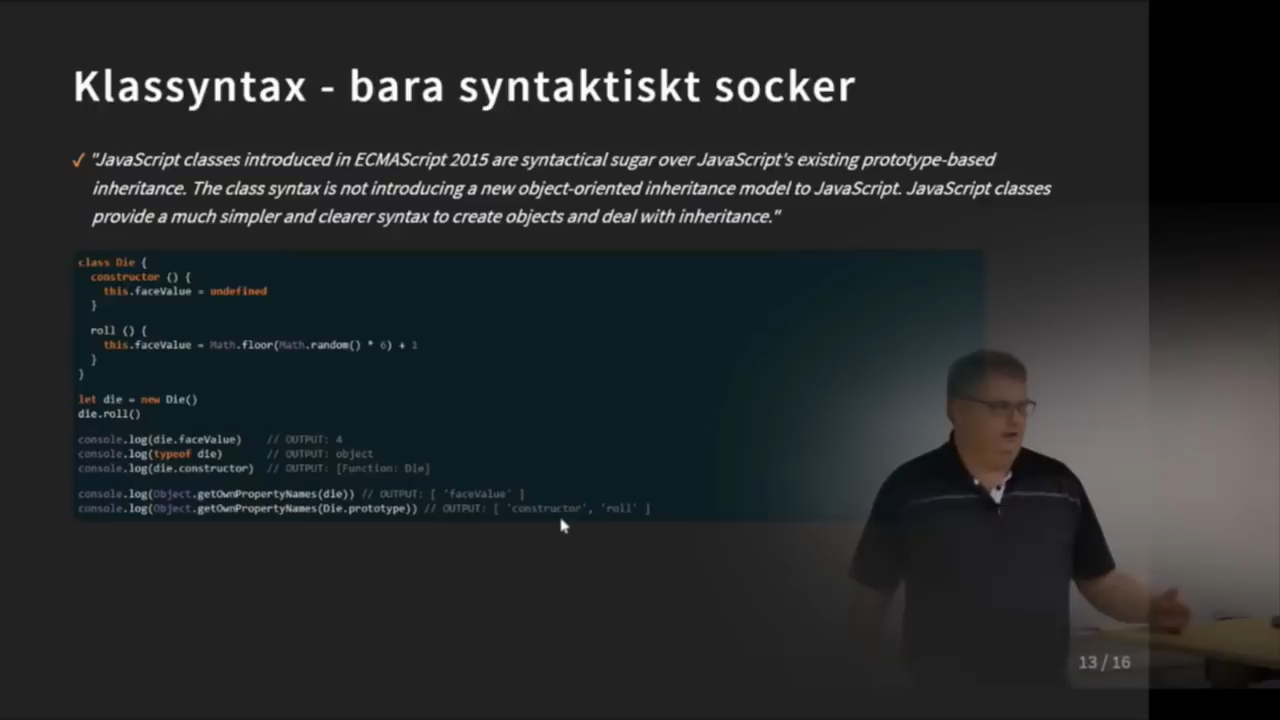 Klassyntax - bara syntaktiskt socker
✓ "JavaScript classes introduced in ECMAScript 2015 are syntactical sugar over JavaScript's existing prototype-based
inheritance. The class syntax is not introducing a new object-oriented inheritance model to JavaScript. JavaScript classes
provide a much simpler and clearer syntax to create objects and deal with inheritance."
class Die {
constructor () {
this.faceValue = undefined
}
roll () {
this.faceValue = Math.floor(Math.random() * 6) + 1
}
}
let die = new Die()
die.roll()
console.log(die.faceValue) // OUTPUT: 4
console.log(typeof die) // OUTPUT: object
console.log(die.constructor) // OUTPUT: [Function: Die]
console.log(Object.getOwnPropertyNames(die)) // OUTPUT: [ 'faceValue' ]
console.log(Object.getOwnPropertyNames(Die.prototype)) // OUTPUT: [ 'constructor', 'roll' ]
13 / 16